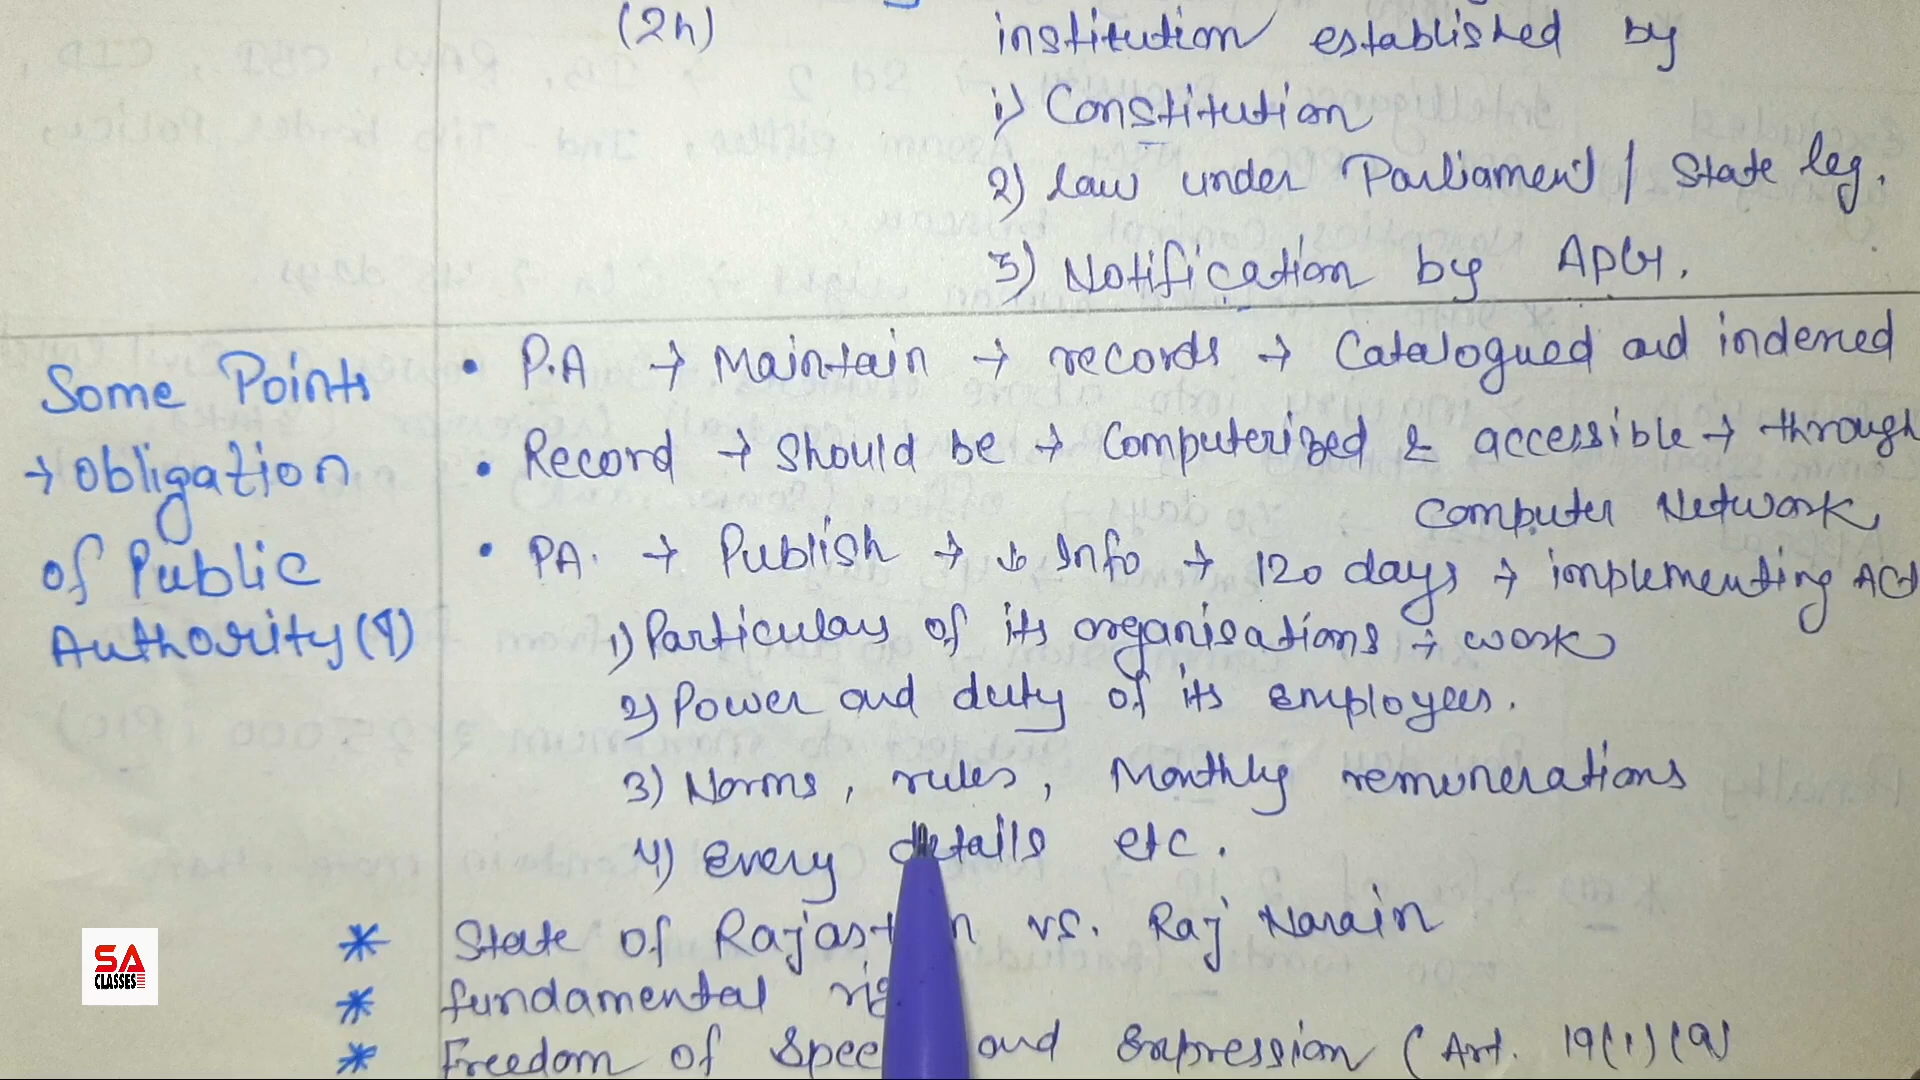 (2h) institution established by
1) Constitution
2) law under Parliament / State leg.
3) Notification by APGt.
Some Points
→ Obligation
of Public
Authority (4)
• P.A → Maintain → records → Catalogued and indexed
• Record → should be → Computerized & accessible → through
Computer Network
• PA. → Publish → ↓ Info → 120 days → implementing Act
1) Particulars of its organisations → work
2) Power and duty of its employees.
3) Norms, rules, Monthly remunerations
4) Every details etc.
* State of Rajasthan vs. Raj Narain
* fundamental
* Freedom of and Expression (Art. 19(1)(a)
SA
CLASSES